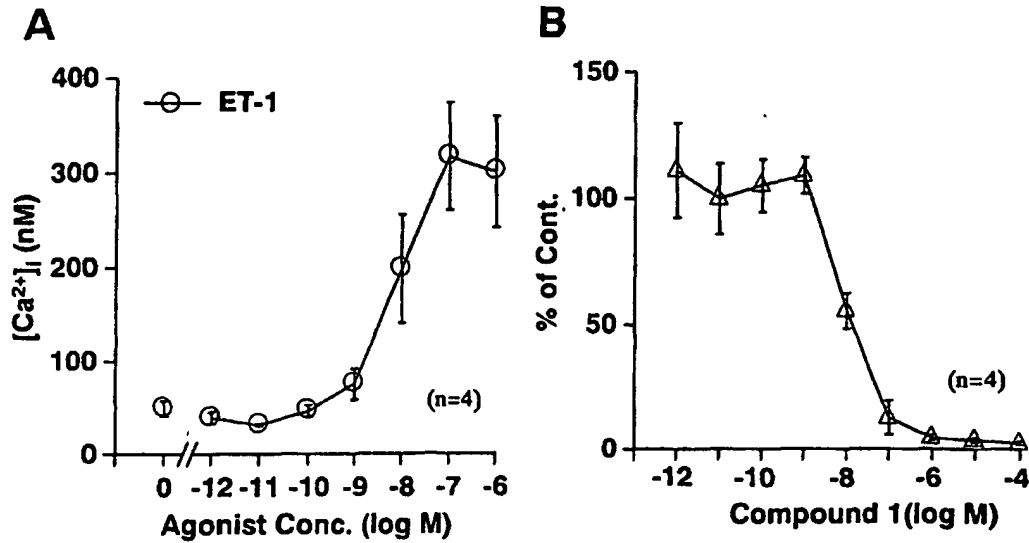 A
400
300
200
100
0
[Ca²⁺]i (nM)
ET-1
(n=4)
0 -12 -11 -10 -9 -8 -7 -6
Agonist Conc. (log M)
B
150
100
50
0
% of Cont.
(n=4)
-12 -10 -8 -6 -4
Compound 1(log M)